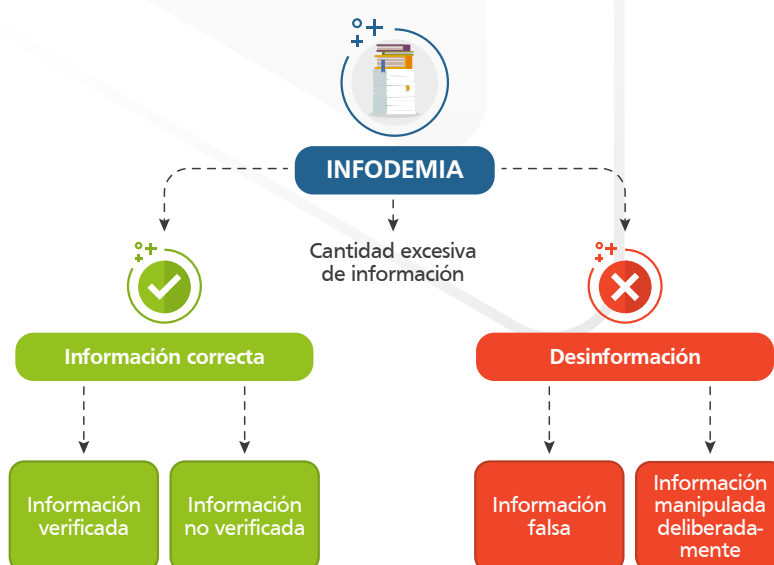 INFODEMIA
Cantidad excesiva
de información
Información correcta
Desinformación
Información
verificada
Información
no verificada
Información
falsa
Información
manipulada
deliberada-
mente